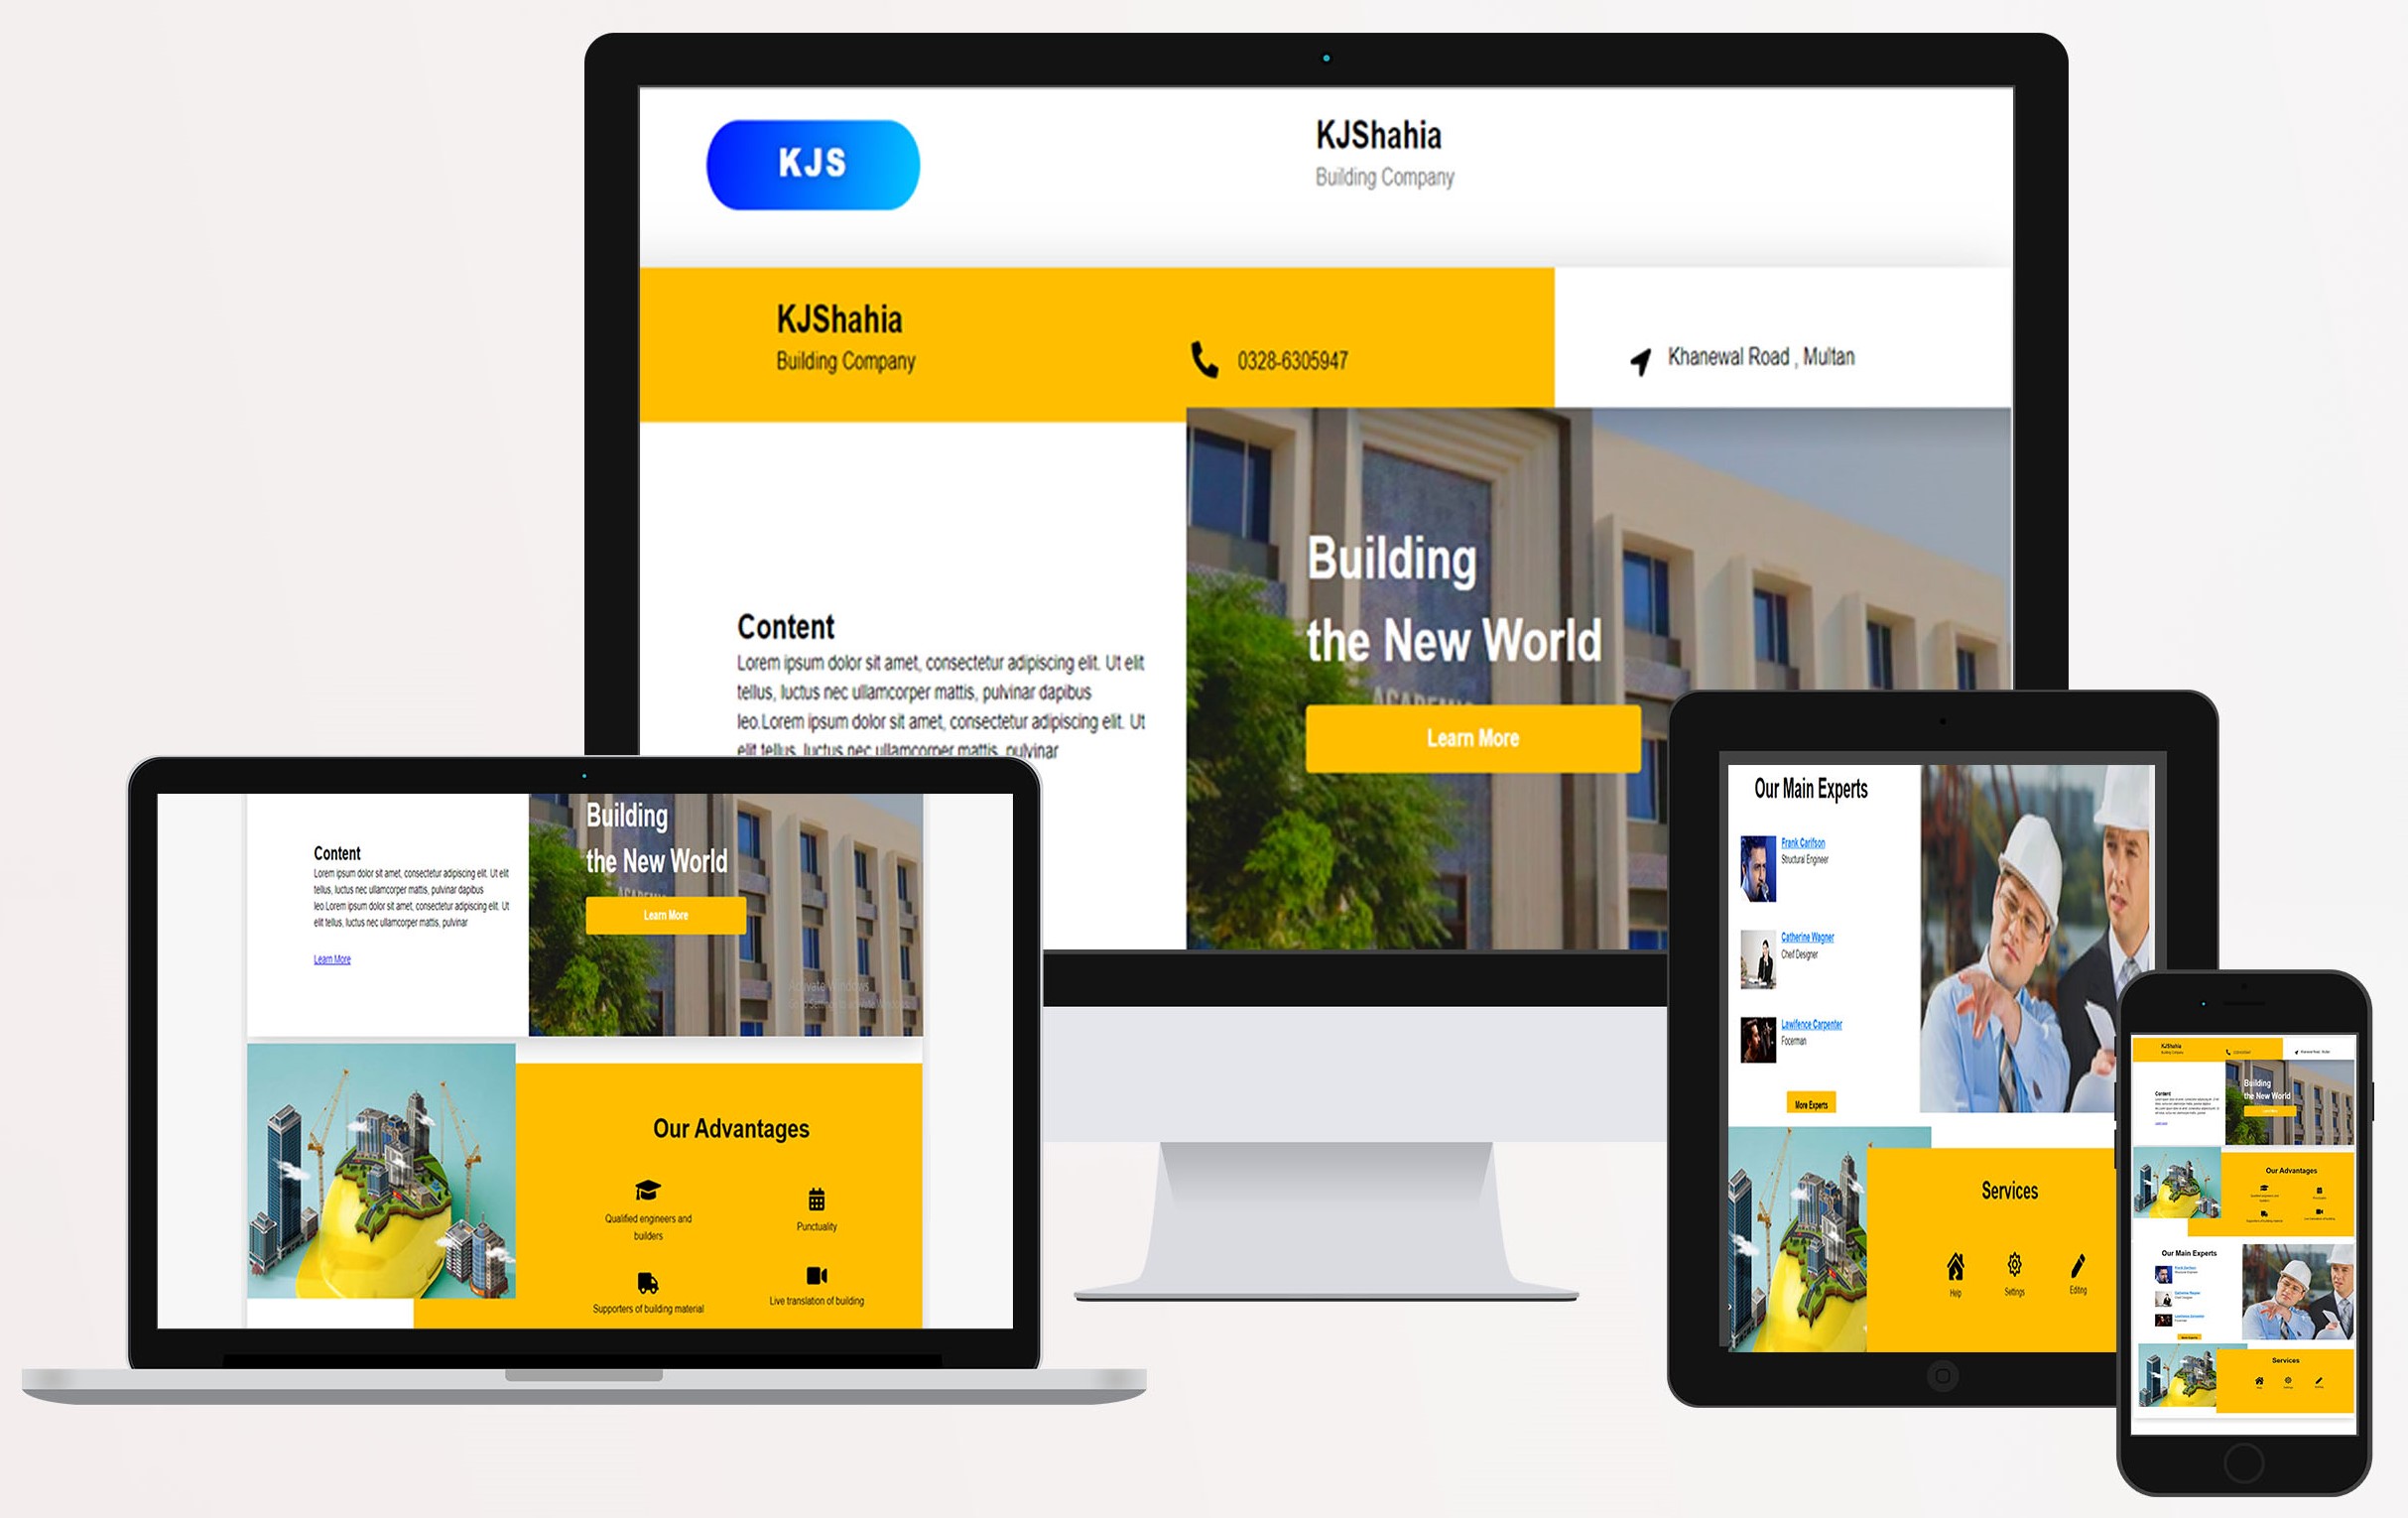 KJS
KJShahia
Building Company
KJShahia
Building Company
0328-6305947
Khanewal Road , Multan
Building
the New World
ACADEMIC
Learn More
Content
Lorem ipsum dolor sit amet, consectetur adipiscing elit. Ut elit
tellus, luctus nec ullamcorper mattis, pulvinar dapibus
leo.Lorem ipsum dolor sit amet, consectetur adipiscing elit. Ut
elit tellus, luctus nec ullamcorper mattis, pulvinar
Content
Lorem ipsum dolor sit amet, consectetur adipiscing elit. Ut elit
tellus, luctus nec ullamcorper mattis, pulvinar dapibus
leo.Lorem ipsum dolor sit amet, consectetur adipiscing elit. Ut
elit tellus, luctus nec ullamcorper mattis, pulvinar
Learn More
Building
the New World
Learn More
Activate Windows
Our Advantages
Qualified engineers and
builders
Punctuality
Supporters of building material
Live translation of building
Our Main Experts
Frank Carifson
Structural Engineer
Catherine Wagner
Cheif Designer
Lawifence Carpenter
Focerman
More Experts
Services
Help
Settings
Editing
KJShahia
Building Company
Khanewal Road , Multan
Content
Building
the New World
Our Advantages
Our Main Experts
Services